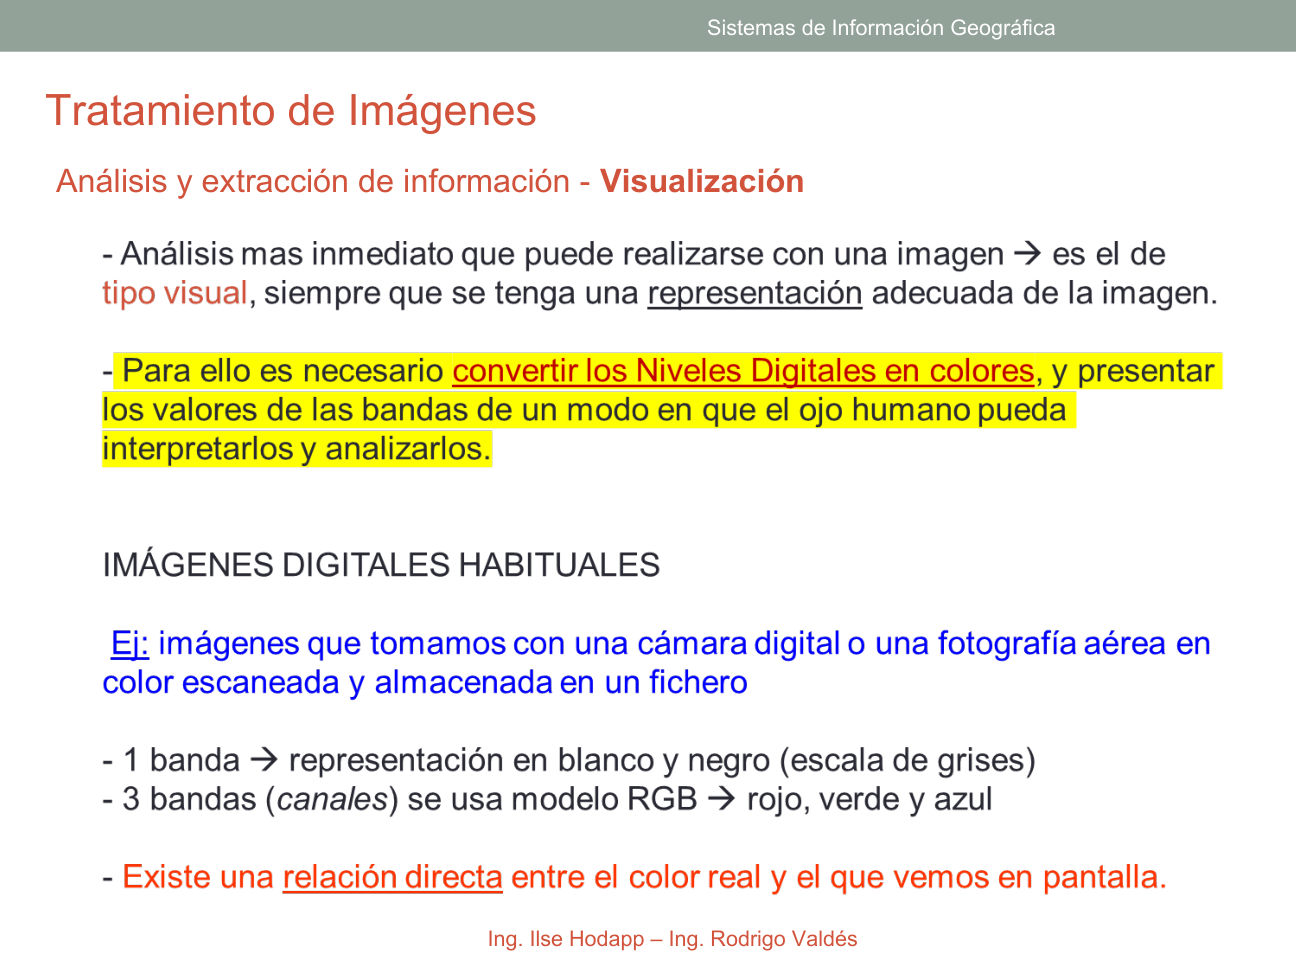 Sistemas de Información Geográfica
Tratamiento de Imágenes
Análisis y extracción de información - Visualización
- Análisis mas inmediato que puede realizarse con una imagen → es el de
tipo visual, siempre que se tenga una representación adecuada de la imagen.
- Para ello es necesario convertir los Niveles Digitales en colores, y presentar
los valores de las bandas de un modo en que el ojo humano pueda
interpretarlos y analizarlos.
IMÁGENES DIGITALES HABITUALES
Ej: imágenes que tomamos con una cámara digital o una fotografía aérea en
color escaneada y almacenada en un fichero
- 1 banda → representación en blanco y negro (escala de grises)
- 3 bandas (canales) se usa modelo RGB → rojo, verde y azul
- Existe una relación directa entre el color real y el que vemos en pantalla.
Ing. Ilse Hodapp – Ing. Rodrigo Valdés